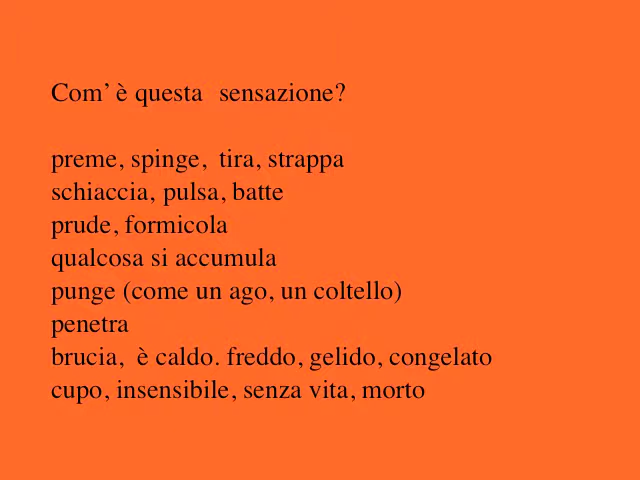 Com’ è questa  sensazione?
preme, spinge,  tira, strappa
schiaccia, pulsa, batte
prude, formicola
qualcosa si accumula
punge (come un ago, un coltello)
penetra
brucia,  è caldo. freddo, gelido, congelato
cupo, insensibile, senza vita, morto